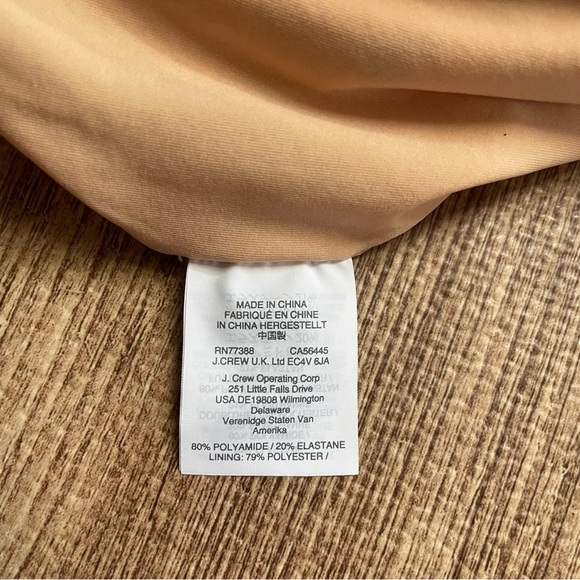 MADE IN CHINA
FABRIQUÉ EN CHINE
IN CHINA HERGESTELLT
中国製
RN77388 CA56445
J.CREW U.K. Ltd EC4V 6JA
J. Crew Operating Corp
251 Little Falls Drive
USA DE19808 Wilmington
Delaware
Verenidge Staten Van
Amerika
80% POLYAMIDE / 20% ELASTANE
LINING: 79% POLYESTER /